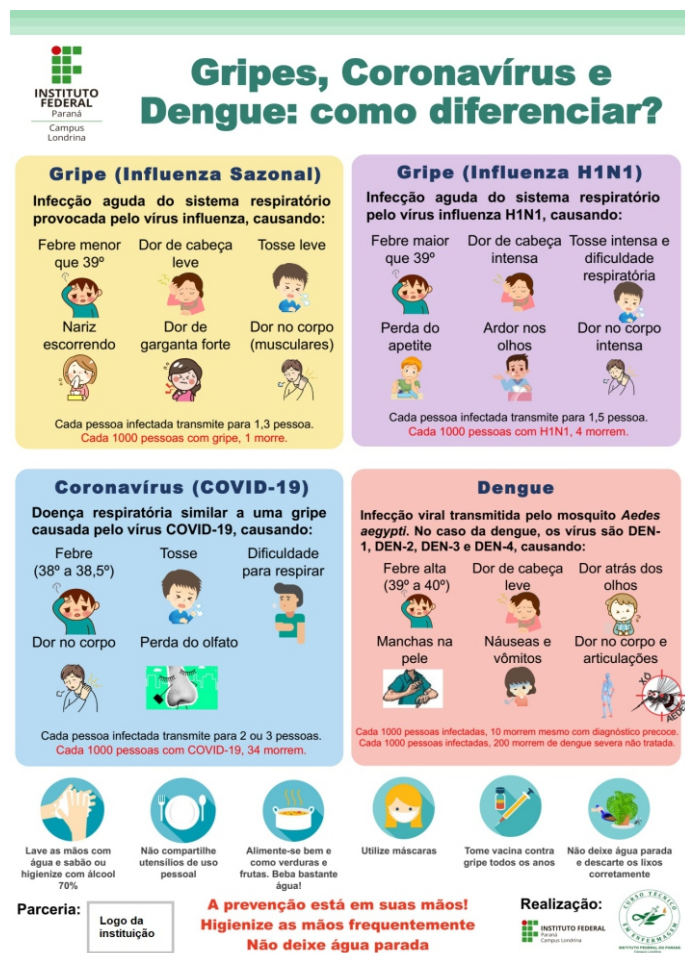 INSTITUTO
FEDERAL
Paraná
Campus
Londrina
Gripes, Coronavírus e
Dengue: como diferenciar?
Gripe (Influenza Sazonal)
Infecção aguda do sistema respiratório
provocada pelo vírus influenza, causando:
Febre menor
que 39º
Dor de cabeça
leve
Tosse leve
Nariz
escorrendo
Dor de
garganta forte
Dor no corpo
(musculares)
Cada pessoa infectada transmite para 1,3 pessoa.
Cada 1000 pessoas com gripe, 1 morre.
Gripe (Influenza H1N1)
Infecção aguda do sistema respiratório
pelo vírus influenza H1N1, causando:
Febre maior
que 39º
Dor de cabeça
intensa
Tosse intensa e
dificuldade
respiratória
Perda do
apetite
Ardor nos
olhos
Dor no corpo
intensa
Cada pessoa infectada transmite para 1,5 pessoa.
Cada 1000 pessoas com H1N1, 4 morrem.
Coronavírus (COVID-19)
Doença respiratória similar a uma gripe
causada pelo vírus COVID-19, causando:
Febre
(38º a 38,5º)
Tosse
Dificuldade
para respirar
Dor no corpo
Perda do olfato
Cada pessoa infectada transmite para 2 ou 3 pessoas.
Cada 1000 pessoas com COVID-19, 34 morrem.
Dengue
Infecção viral transmitida pelo mosquito Aedes
aegypti. No caso da dengue, os vírus são DEN-
1, DEN-2, DEN-3 e DEN-4, causando:
Febre alta
(39º a 40º)
Dor de cabeça
leve
Dor atrás dos
olhos
Manchas na
pele
Náuseas e
vômitos
Dor no corpo e
articulações
XÔ
AEDES
Cada 1000 pessoas infectadas, 10 morrem mesmo com diagnóstico precoce.
Cada 1000 pessoas infectadas, 200 morrem de dengue severa não tratada.
Lave as mãos com
água e sabão ou
higienize com álcool
70%
Não compartilhe
utensílios de uso
pessoal
Alimente-se bem e
como verduras e
frutas. Beba bastante
água!
Utilize máscaras
Tome vacina contra
gripe todos os anos
Não deixe água parada
e descarte os lixos
corretamente
Parceria:
Logo da
instituição
A prevenção está em suas mãos!
Higienize as mãos frequentemente
Não deixe água parada
Realização:
INSTITUTO FEDERAL
Paraná
Campus Londrina
CURSO TÉCNICO
EM ENFERMAGEM
INSTITUTO FEDERAL DO PARANÁ